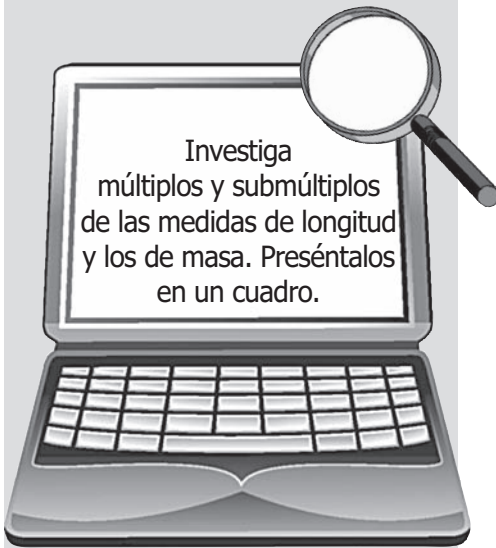 Investiga
múltiplos y submúltiplos
de las medidas de longitud
y los de masa. Preséntalos
en un cuadro.